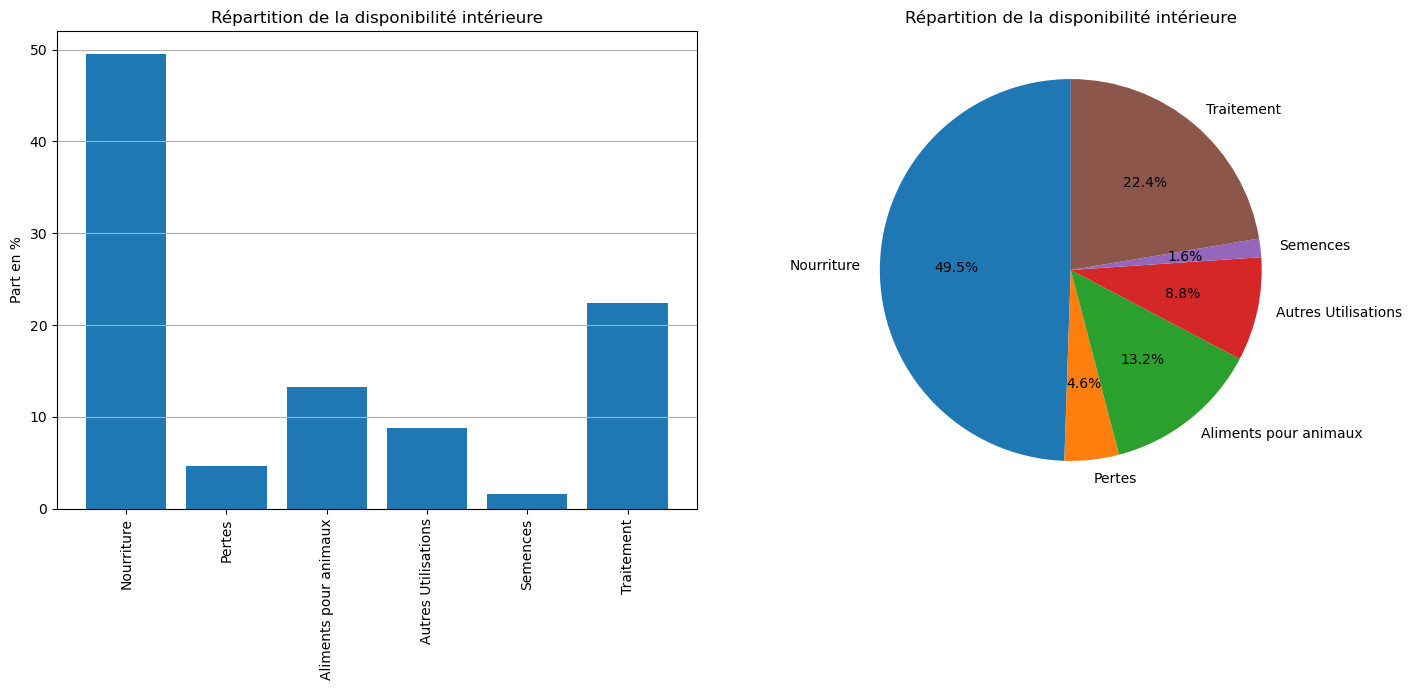 Répartition de la disponibilité intérieure
Part en %
50
40
30
20
10
0
Nourriture
Pertes
Aliments pour animaux
Autres Utilisations
Semences
Traitement
Répartition de la disponibilité intérieure
Traitement
22.4%
Semences
1.6%
Nourriture
49.5%
8.8%
Autres Utilisations
13.2%
4.6%
Aliments pour animaux
Pertes